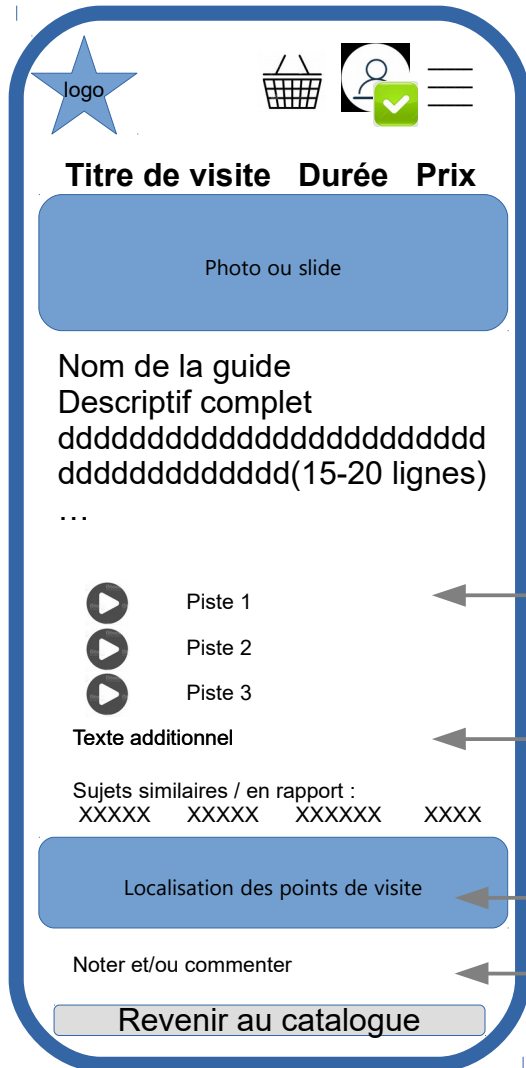 logo
Titre de visite Durée Prix
Photo ou slide
Nom de la guide
Descriptif complet
dddddddddddddddddddddddd
ddddddddddddd(15-20 lignes)
…
Piste 1
Piste 2
Piste 3
Texte additionnel
Sujets similaires / en rapport :
XXXXX XXXXX XXXXXX XXXX
Localisation des points de visite
Noter et/ou commenter
Revenir au catalogue